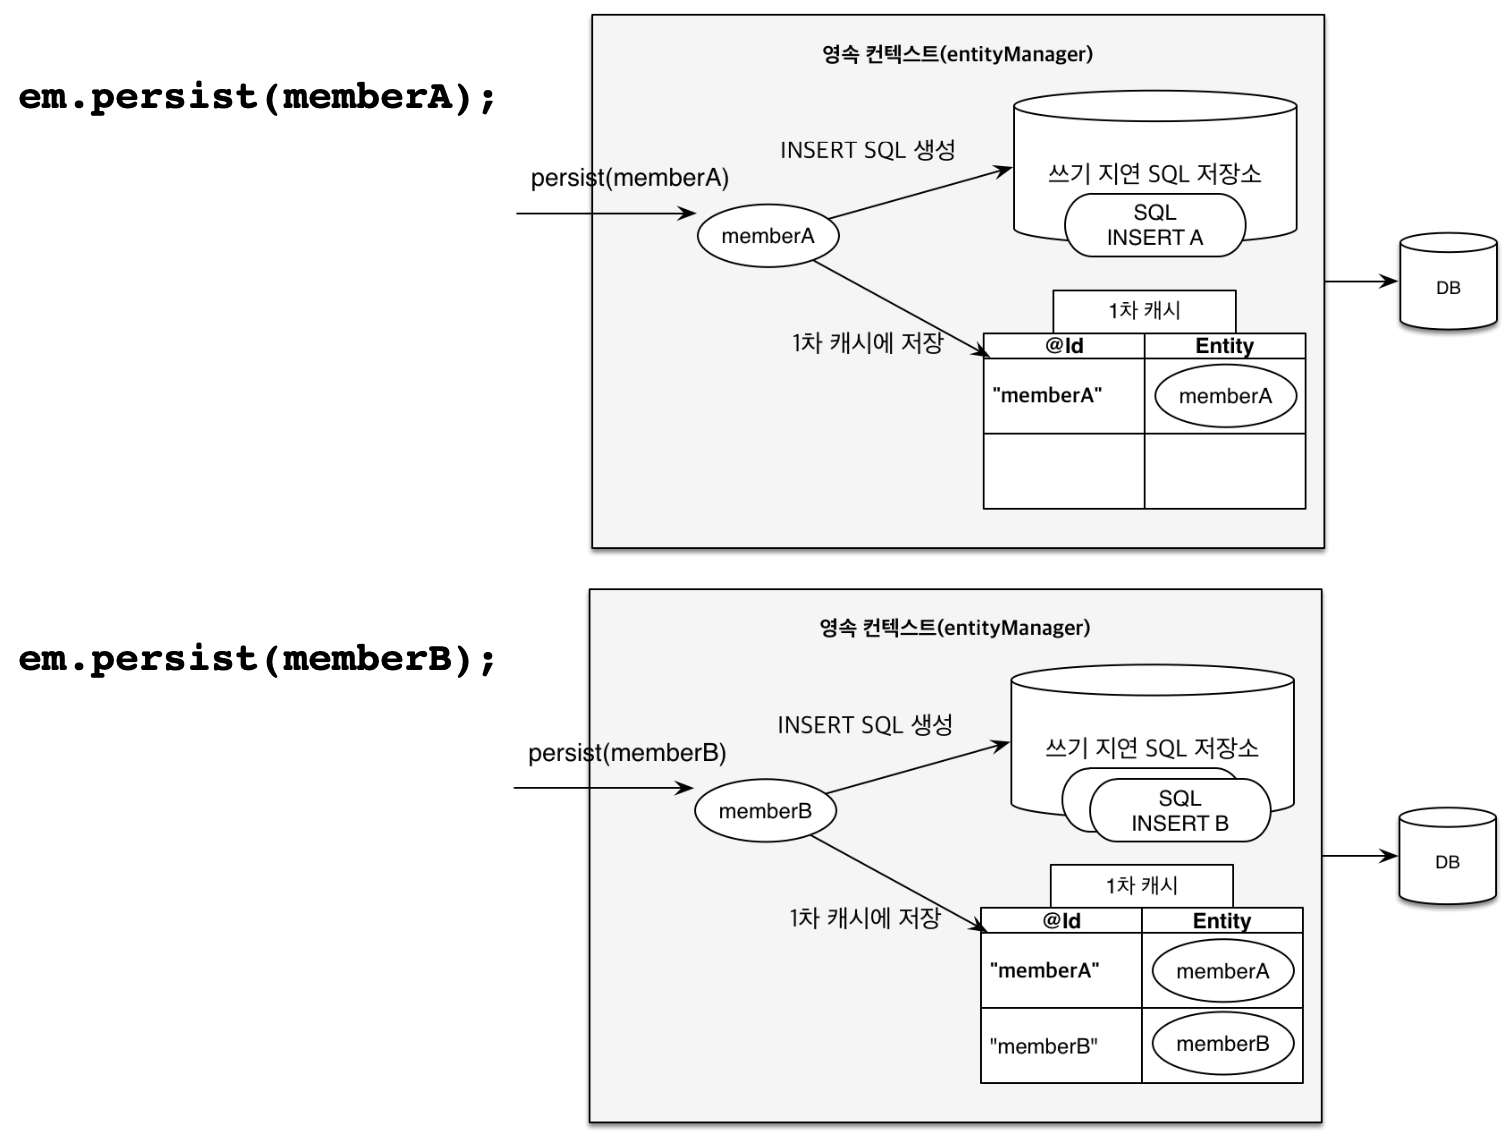 em.persist(memberA);
영속 컨텍스트(entityManager)
INSERT SQL 생성
persist(memberA)
memberA
쓰기 지연 SQL 저장소
SQL
INSERT A
DB
1차 캐시
1차 캐시에 저장
@Id Entity
"memberA" memberA
em.persist(memberB);
영속 컨텍스트(entityManager)
INSERT SQL 생성
persist(memberB)
memberB
쓰기 지연 SQL 저장소
SQL
INSERT B
DB
1차 캐시
1차 캐시에 저장
@Id Entity
"memberA" memberA
"memberB" memberB